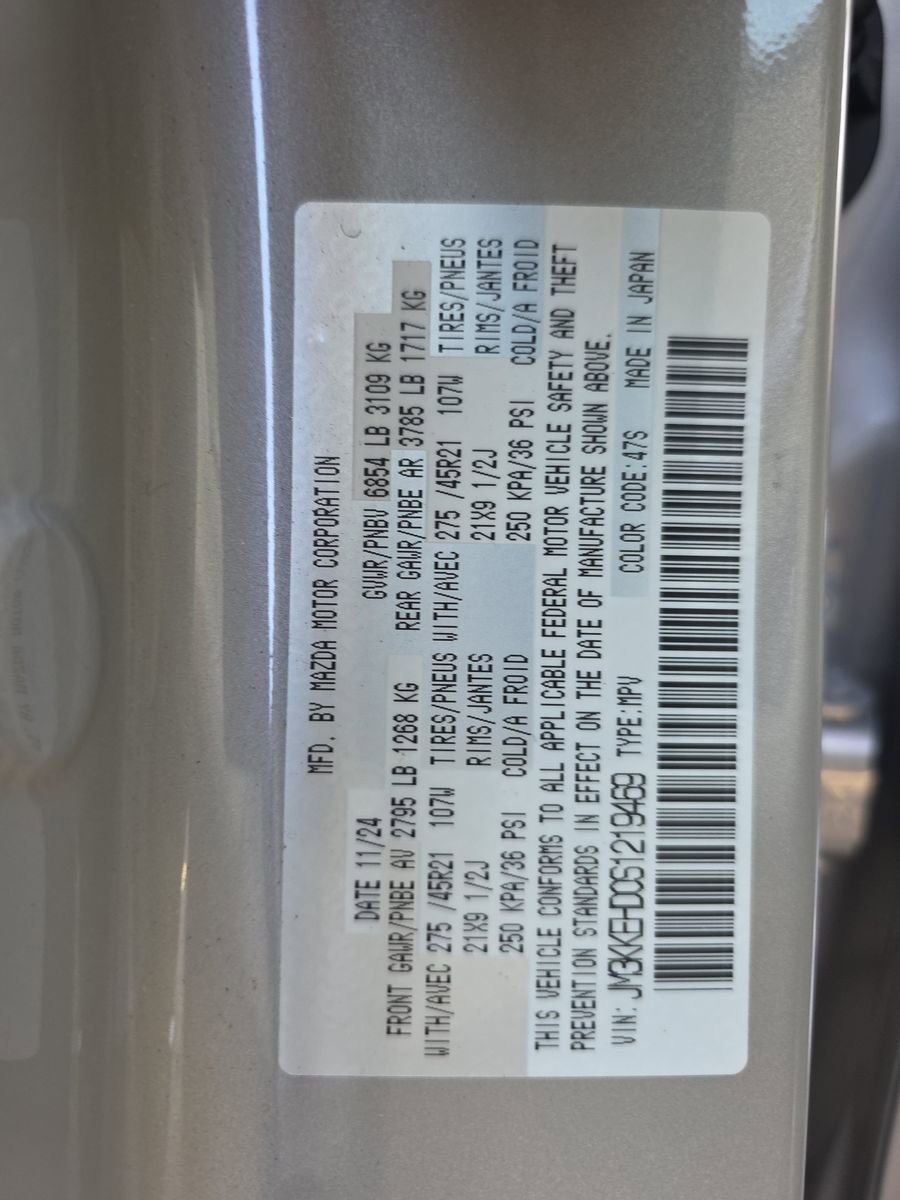 MFD. BY MAZDA MOTOR CORPORATION
DATE 11/24 GVWR/PNBV 6854 LB 3109 KG
FRONT GAWR/PNBE AV 2795 LB 1268 KG REAR GAWR/PNBE AR 3785 LB 1717 KG
WITH/AVEC 275 /45R21 107W TIRES/PNEUS WITH/AVEC 275 /45R21 107W TIRES/PNEUS
21X9 1/2J RIMS/JANTES 21X9 1/2J RIMS/JANTES
250 KPA/36 PSI COLD/A FROID 250 KPA/36 PSI COLD/A FROID
THIS VEHICLE CONFORMS TO ALL APPLICABLE FEDERAL MOTOR VEHICLE SAFETY AND THEFT
PREVENTION STANDARDS IN EFFECT ON THE DATE OF MANUFACTURE SHOWN ABOVE.
VIN: JM3KKEHD0S1219469 TYPE:MPV COLOR CODE:47S MADE IN JAPAN